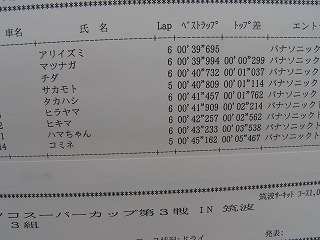 車名 氏 名 Lap ﾍﾞｽﾄﾗｯﾌﾟ ﾄｯﾌﾟ差 エント
アリイズミ 6 00'39"695 パナソニック
マツナガ 6 00'39"994 00'00"299 パナソニック
チダ 6 00'40"732 00'01"037 パナソニック
サカモト 5 00'40"809 00'01"114 パナソニック
タカハシ 6 00'41"457 00'01"762 パナソニック
ヒラヤマ 6 00'41"909 00'02"214 パナソニック
ヒキマ 6 00'42"257 00'02"562 パナソニックト
ハマちゃん 6 00'43"233 00'03"538 パナソニックト
コミネ 5 00'45"162 00'05"467 パナソニックト
筑波ｻｰｷｯﾄ ｺｰｽ1,0
コスーパーカップ第3戦 IN 筑波
3組
発表: